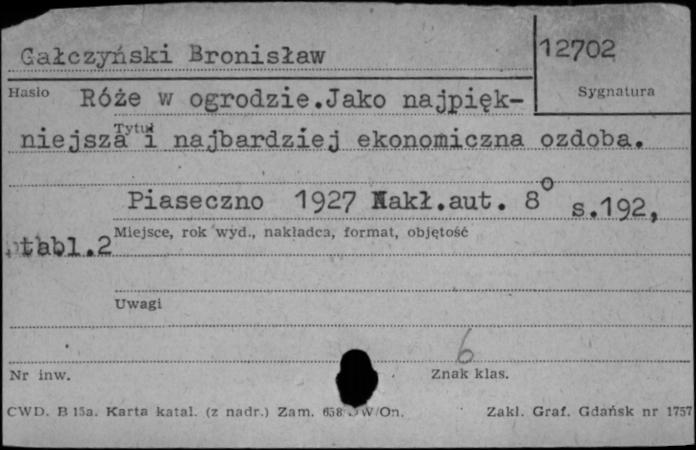 Gałczyński Bronisław
12702
Hasło Róże w ogrodzie.Jako najpięk-
Sygnatura
niejsza i najbardziej ekonomiczna ozdoba.
Tytuł
Piaseczno 1927 Nakł.aut. 8o s.192,
Miejsce, rok wyd., nakładca, format, objętość
tabl.2
Uwagi
6
Nr inw.
Znak klas.
CWD. B 15a. Karta katal. (z nadr.) Zam. W/On.
Zakl. Graf. Gdańsk nr 1757